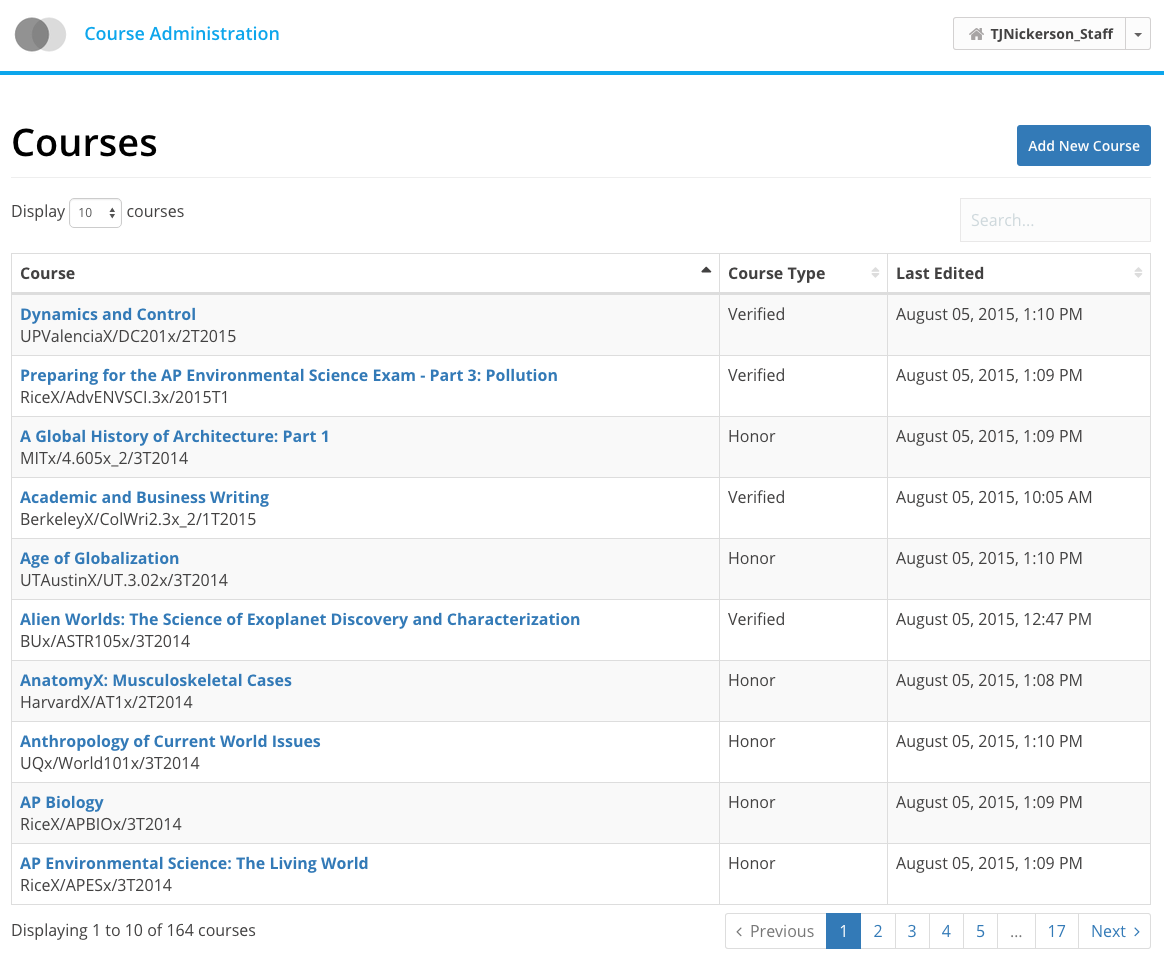 Course Administration
TJNickerson_Staff
Courses
Add New Course
Display 10 courses
Search...
Course Course Type Last Edited
Dynamics and Control Verified August 05, 2015, 1:10 PM
UPValenciaX/DC201x/2T2015
Preparing for the AP Environmental Science Exam - Part 3: Pollution Verified August 05, 2015, 1:09 PM
RiceX/AdvENVSCI.3x/2015T1
A Global History of Architecture: Part 1 Honor August 05, 2015, 1:09 PM
MITx/4.605x_2/3T2014
Academic and Business Writing Verified August 05, 2015, 10:05 AM
BerkeleyX/ColWri2.3x_2/1T2015
Age of Globalization Honor August 05, 2015, 1:10 PM
UTAustinX/UT.3.02x/3T2014
Alien Worlds: The Science of Exoplanet Discovery and Characterization Verified August 05, 2015, 12:47 PM
BUx/ASTR105x/3T2014
AnatomyX: Musculoskeletal Cases Honor August 05, 2015, 1:08 PM
HarvardX/AT1x/2T2014
Anthropology of Current World Issues Honor August 05, 2015, 1:10 PM
UQx/World101x/3T2014
AP Biology Honor August 05, 2015, 1:09 PM
RiceX/APBIOx/3T2014
AP Environmental Science: The Living World Honor August 05, 2015, 1:09 PM
RiceX/APESx/3T2014
Displaying 1 to 10 of 164 courses ‹ Previous 1 2 3 4 5 ... 17 Next ›